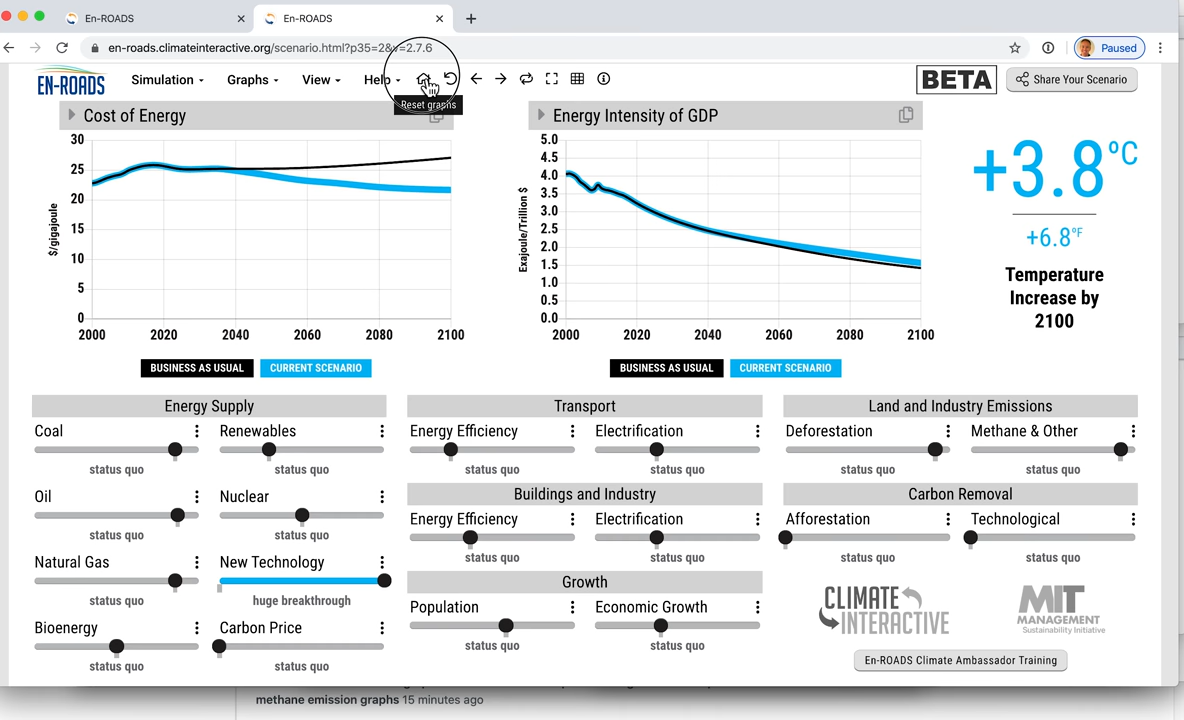 En-ROADS
En-ROADS
en-roads.climateinteractive.org/scenario.html?p35=2&v=2.7.6
Paused
EN-ROADS
Simulation
Graphs
View
Help
BETA
Share Your Scenario
Reset graphs
Cost of Energy
30
25
20
15
10
5
0
$/gigajoule
2000 2020 2040 2060 2080 2100
BUSINESS AS USUAL
CURRENT SCENARIO
Energy Intensity of GDP
5.0
4.5
4.0
3.5
3.0
2.5
2.0
1.5
1.0
0.5
0.0
Exajoule/Trillion $
2000 2020 2040 2060 2080 2100
BUSINESS AS USUAL
CURRENT SCENARIO
+3.8°C
+6.8°F
Temperature
Increase by
2100
Energy Supply
Coal
status quo
Renewables
status quo
Oil
status quo
Nuclear
status quo
Natural Gas
status quo
New Technology
huge breakthrough
Bioenergy
status quo
Carbon Price
status quo
Transport
Energy Efficiency
status quo
Electrification
status quo
Buildings and Industry
Energy Efficiency
status quo
Electrification
status quo
Growth
Population
status quo
Economic Growth
status quo
Land and Industry Emissions
Deforestation
status quo
Methane & Other
status quo
Carbon Removal
Afforestation
status quo
Technological
status quo
CLIMATE
INTERACTIVE
MIT
MANAGEMENT
Sustainability Initiative
En-ROADS Climate Ambassador Training
methane emission graphs 15 minutes ago